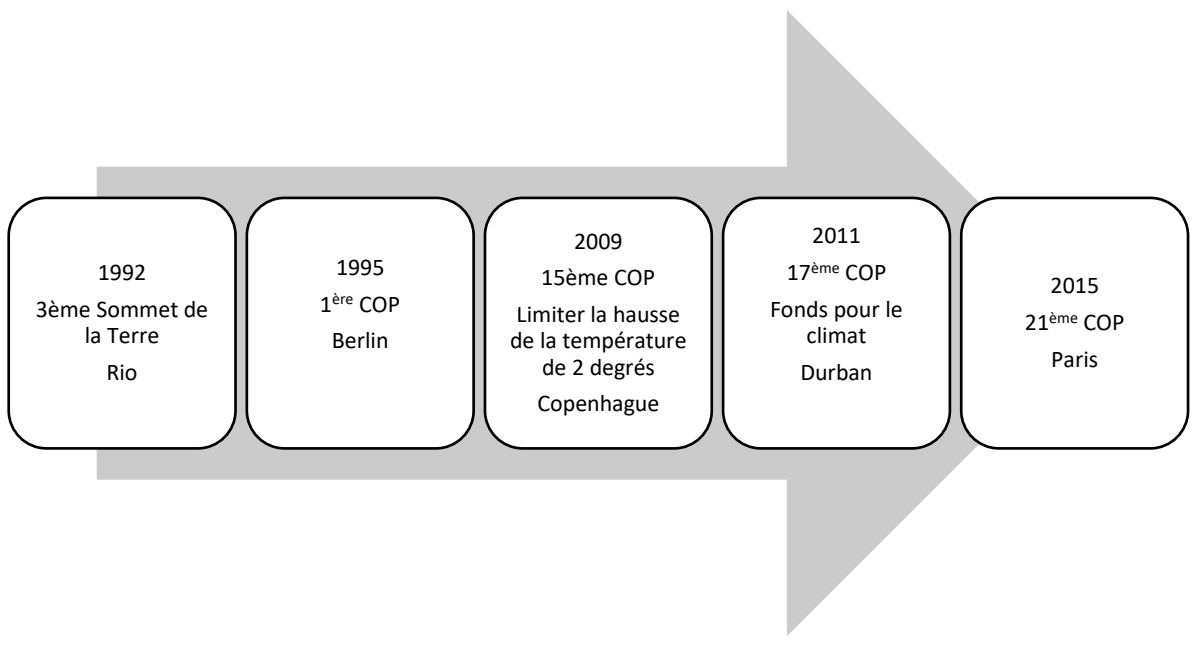 1992
3ème Sommet de
la Terre
Rio
1995
1ère COP
Berlin
2009
15ème COP
Limiter la hausse
de la température
de 2 degrés
Copenhague
2011
17ème COP
Fonds pour le
climat
Durban
2015
21ème COP
Paris